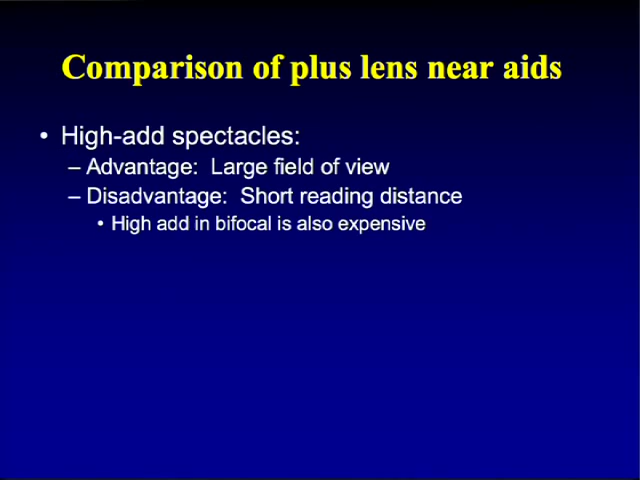 Comparison of plus lens near aids
• High-add spectacles:
– Advantage:  Large field of view
– Disadvantage:  Short reading distance
• High add in bifocal is also expensive